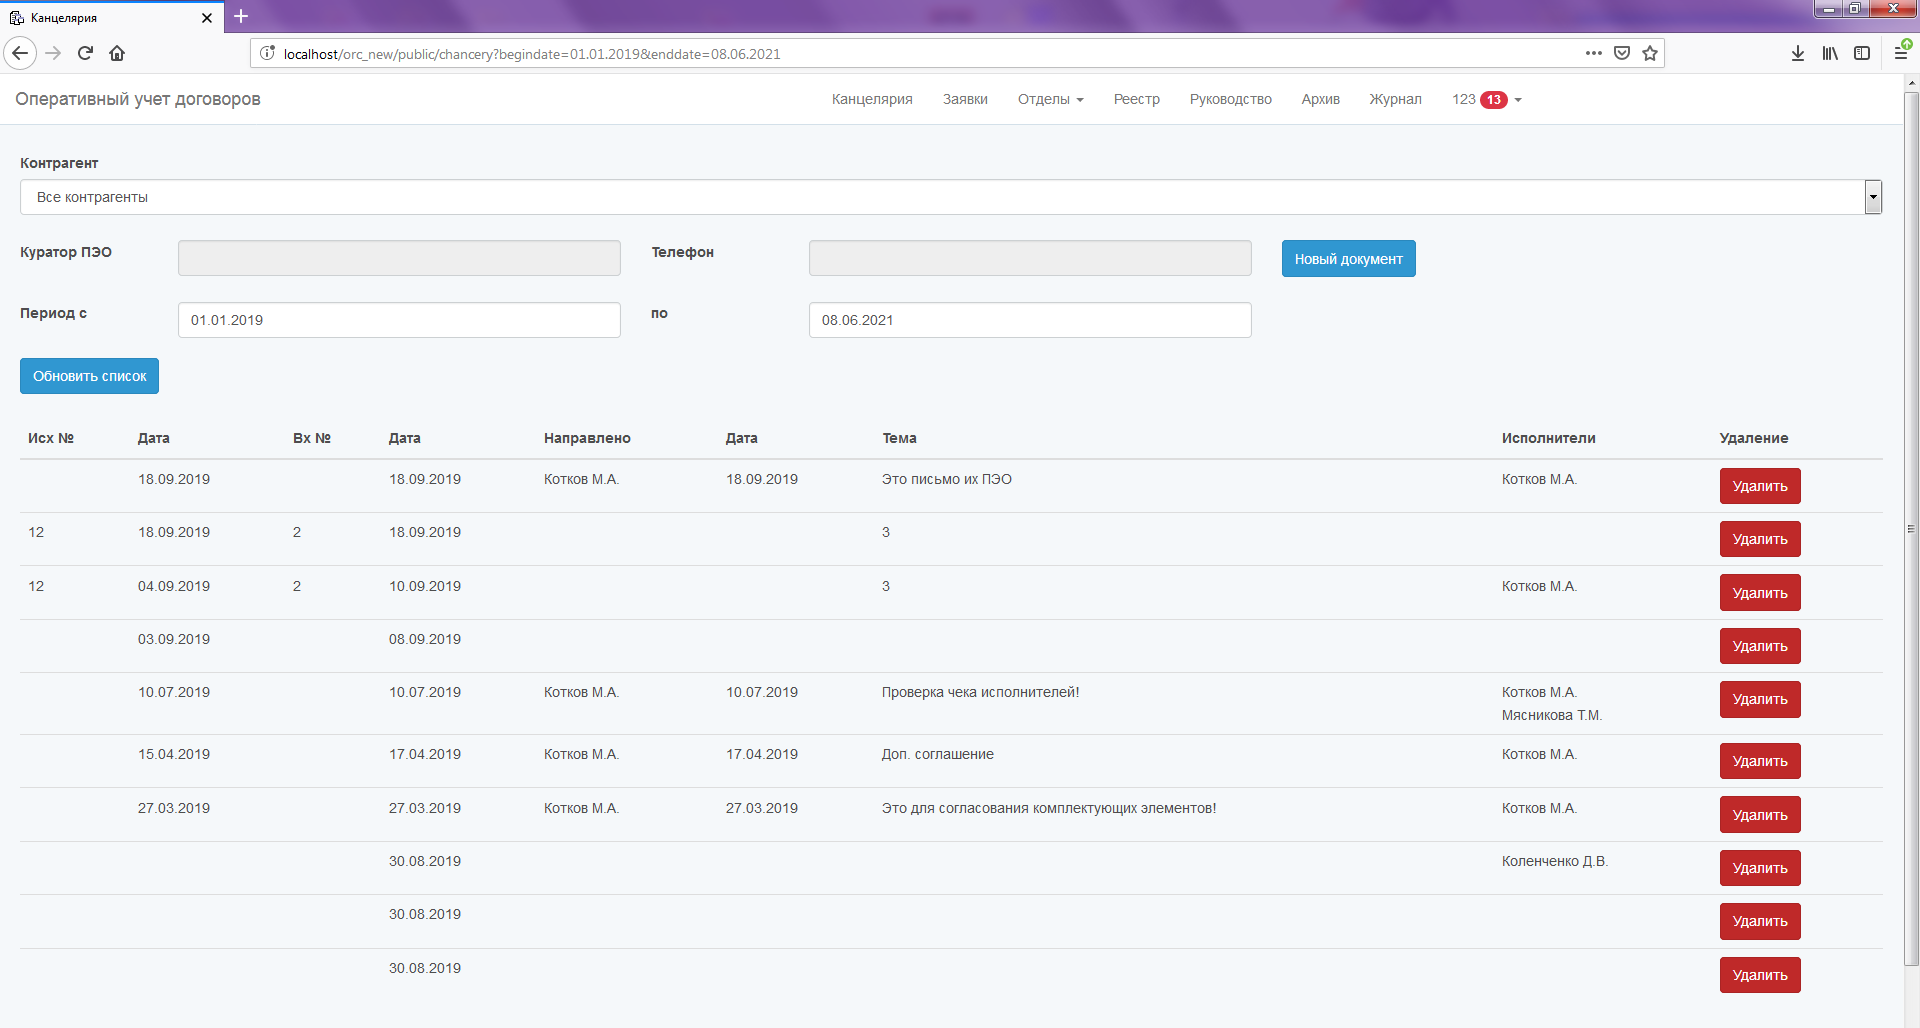 Канцелярия
localhost/orc_new/public/chancery?begindate=01.01.2019&enddate=08.06.2021
Оперативный учет договоров Канцелярия Заявки Отделы Реестр Руководство Архив Журнал 123 13
Контрагент
Все контрагенты
Куратор ПЭО Телефон Новый документ
Период с 01.01.2019 по 08.06.2021
Обновить список
Исх № Дата Вх № Дата Направлено Дата Тема Исполнители Удаление
18.09.2019 18.09.2019 Котков М.А. 18.09.2019 Это письмо их ПЭО Котков М.А. Удалить
12 18.09.2019 2 18.09.2019 3 Удалить
12 04.09.2019 2 10.09.2019 3 Котков М.А. Удалить
03.09.2019 08.09.2019 Удалить
10.07.2019 10.07.2019 Котков М.А. 10.07.2019 Проверка чека исполнителей! Котков М.А. Удалить
Мясникова Т.М.
15.04.2019 17.04.2019 Котков М.А. 17.04.2019 Доп. соглашение Котков М.А. Удалить
27.03.2019 27.03.2019 Котков М.А. 27.03.2019 Это для согласования комплектующих элементов! Котков М.А. Удалить
30.08.2019 Коленченко Д.В. Удалить
30.08.2019 Удалить
30.08.2019 Удалить